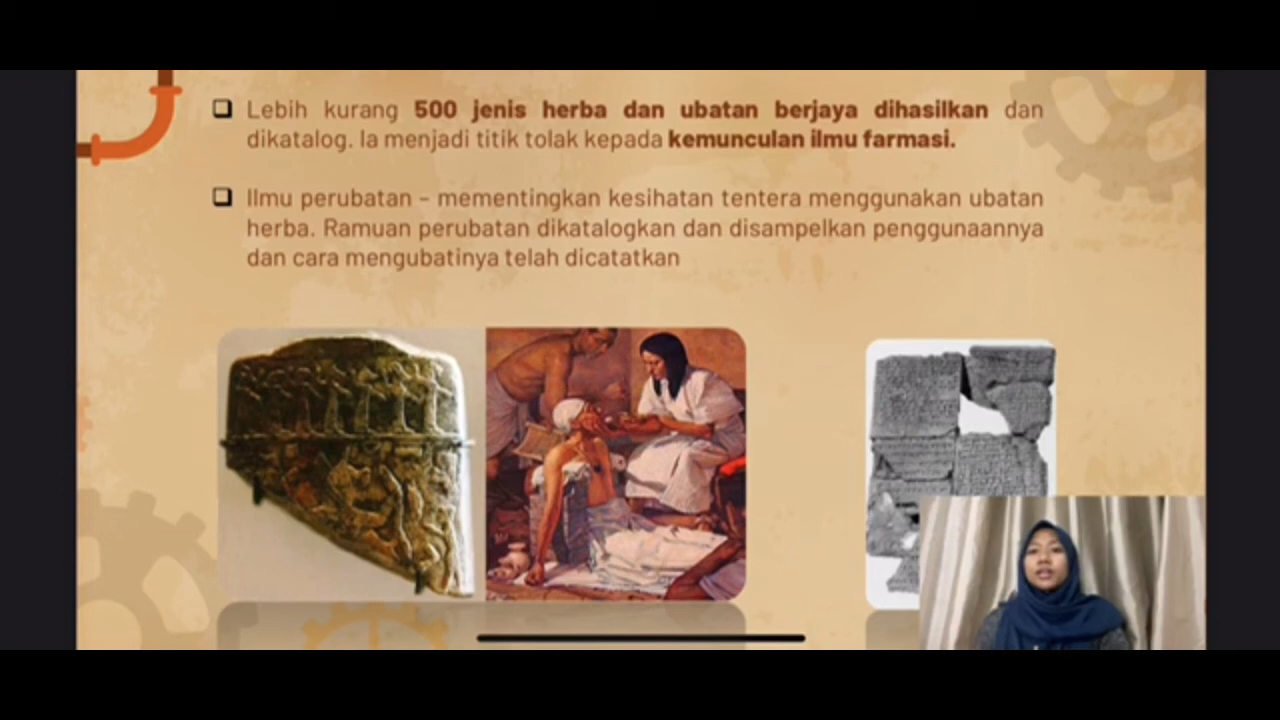 Lebih kurang 500 jenis herba dan ubatan berjaya dihasilkan dan
dikatalog. Ia menjadi titik tolak kepada kemunculan ilmu farmasi.
Ilmu perubatan – mementingkan kesihatan tentera menggunakan ubatan
herba. Ramuan perubatan dikatalogkan dan disampelkan penggunaannya
dan cara mengubatinya telah dicatatkan